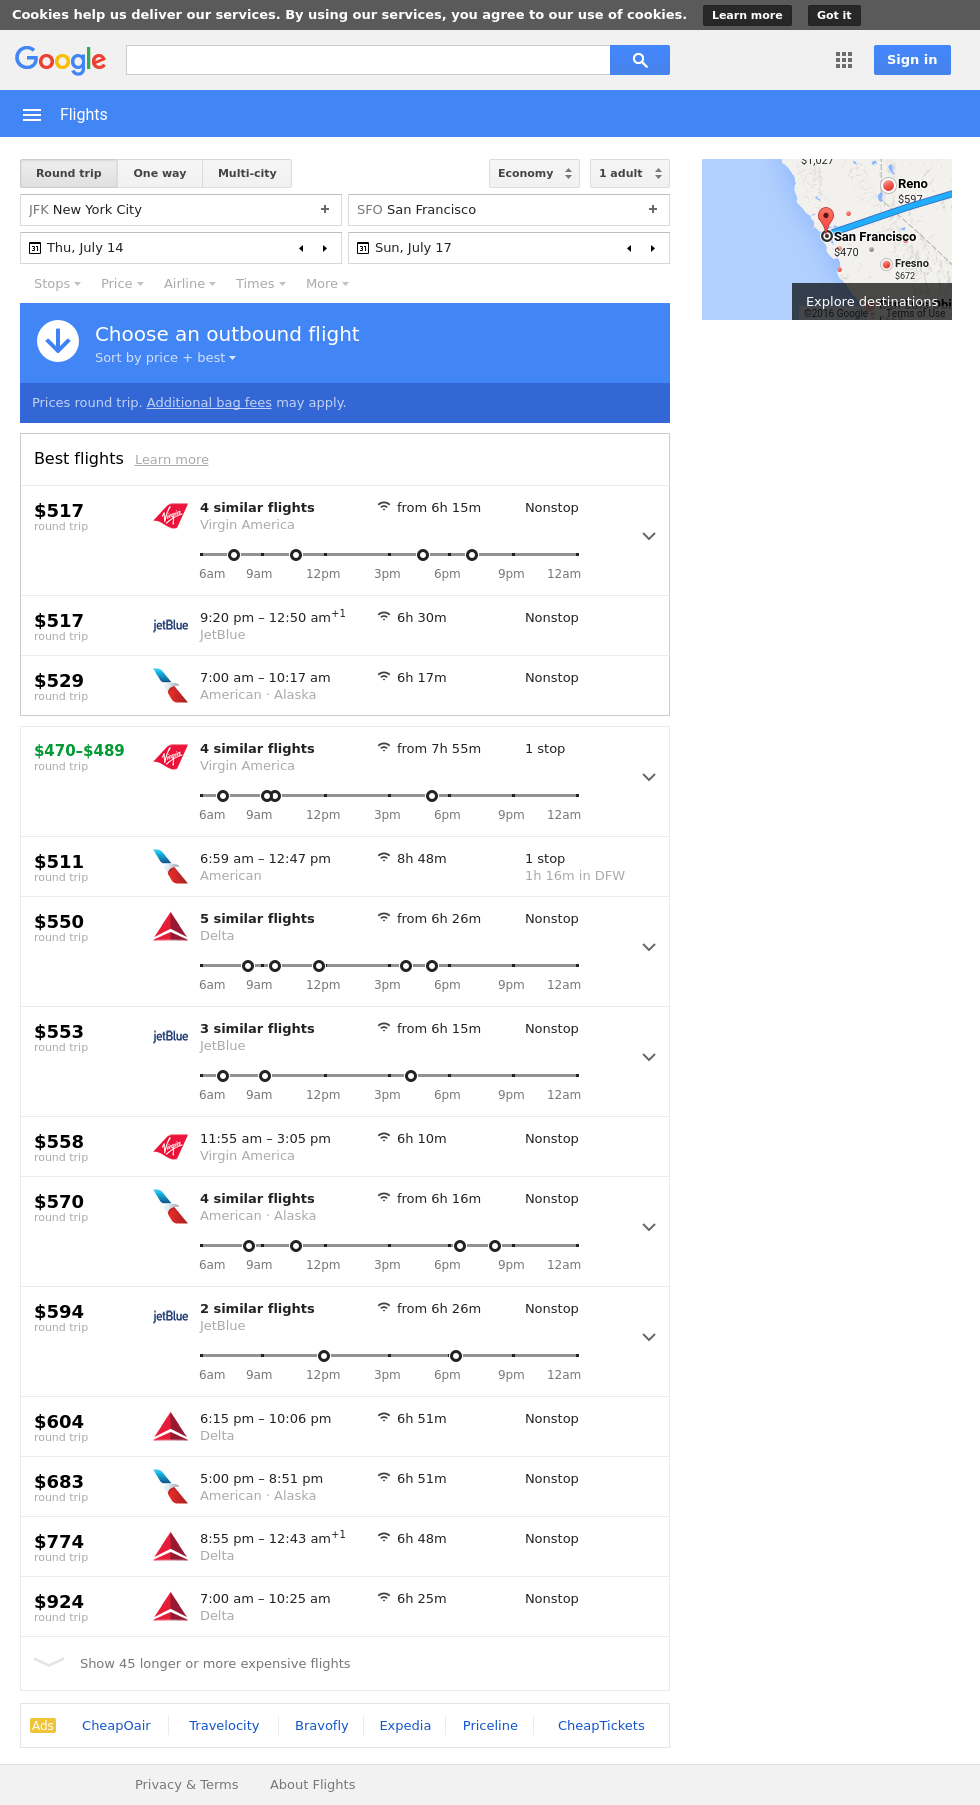 Cookies help us deliver our services. By using our services, you agree to our use of cookies. Learn more Got it
Google Sign in
Flights
Round trip One way Multi-city Economy 1 adult
JFK New York City + SFO San Francisco +
31 Thu, July 14 31 Sun, July 17
Stops Price Airline Times More
$1,027
Reno
$597
San Francisco
$470
Fresno
$672
Explore destinations
©2016 Google Terms of Use
Choose an outbound flight
Sort by price + best
Prices round trip. Additional bag fees may apply.
Best flights Learn more
$517 Virgin 4 similar flights from 6h 15m Nonstop
round trip Virgin America
6am 9am 12pm 3pm 6pm 9pm 12am
$517 jetBlue 9:20 pm – 12:50 am+1 6h 30m Nonstop
round trip JetBlue
$529 7:00 am – 10:17 am 6h 17m Nonstop
round trip American · Alaska
$470–$489 Virgin 4 similar flights from 7h 55m 1 stop
round trip Virgin America
6am 9am 12pm 3pm 6pm 9pm 12am
$511 6:59 am – 12:47 pm 8h 48m 1 stop
round trip American 1h 16m in DFW
$550 5 similar flights from 6h 26m Nonstop
round trip Delta
6am 9am 12pm 3pm 6pm 9pm 12am
$553 jetBlue 3 similar flights from 6h 15m Nonstop
round trip JetBlue
6am 9am 12pm 3pm 6pm 9pm 12am
$558 Virgin 11:55 am – 3:05 pm 6h 10m Nonstop
round trip Virgin America
$570 4 similar flights from 6h 16m Nonstop
round trip American · Alaska
6am 9am 12pm 3pm 6pm 9pm 12am
$594 jetBlue 2 similar flights from 6h 26m Nonstop
round trip JetBlue
6am 9am 12pm 3pm 6pm 9pm 12am
$604 6:15 pm – 10:06 pm 6h 51m Nonstop
round trip Delta
$683 5:00 pm – 8:51 pm 6h 51m Nonstop
round trip American · Alaska
$774 8:55 pm – 12:43 am+1 6h 48m Nonstop
round trip Delta
$924 7:00 am – 10:25 am 6h 25m Nonstop
round trip Delta
Show 45 longer or more expensive flights
Ads CheapOair Travelocity Bravofly Expedia Priceline CheapTickets
Privacy & Terms About Flights